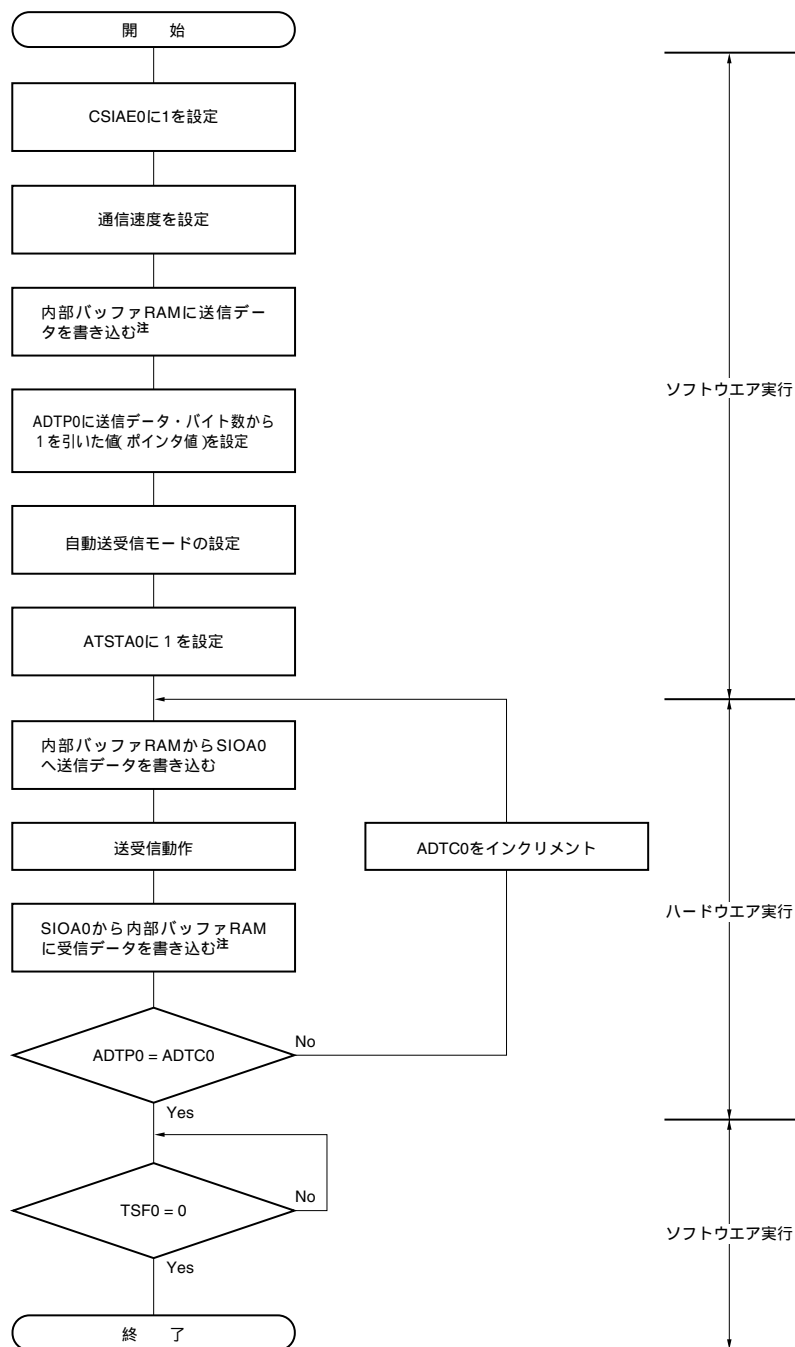 開　始
CSIAE0に1を設定
通信速度を設定
内部バッファRAMに送信デー
タを書き込む注
ADTP0に送信データ・バイト数から
1を引いた値(ポインタ値)を設定
自動送受信モードの設定
ATSTA0に1を設定
ソフトウエア実行
内部バッファRAMからSIOA0
へ送信データを書き込む
送受信動作
ADTC0をインクリメント
SIOA0から内部バッファRAM
に受信データを書き込む注
ハードウエア実行
ADTP0 = ADTC0
No
Yes
TSF0 = 0
No
Yes
ソフトウエア実行
終　了